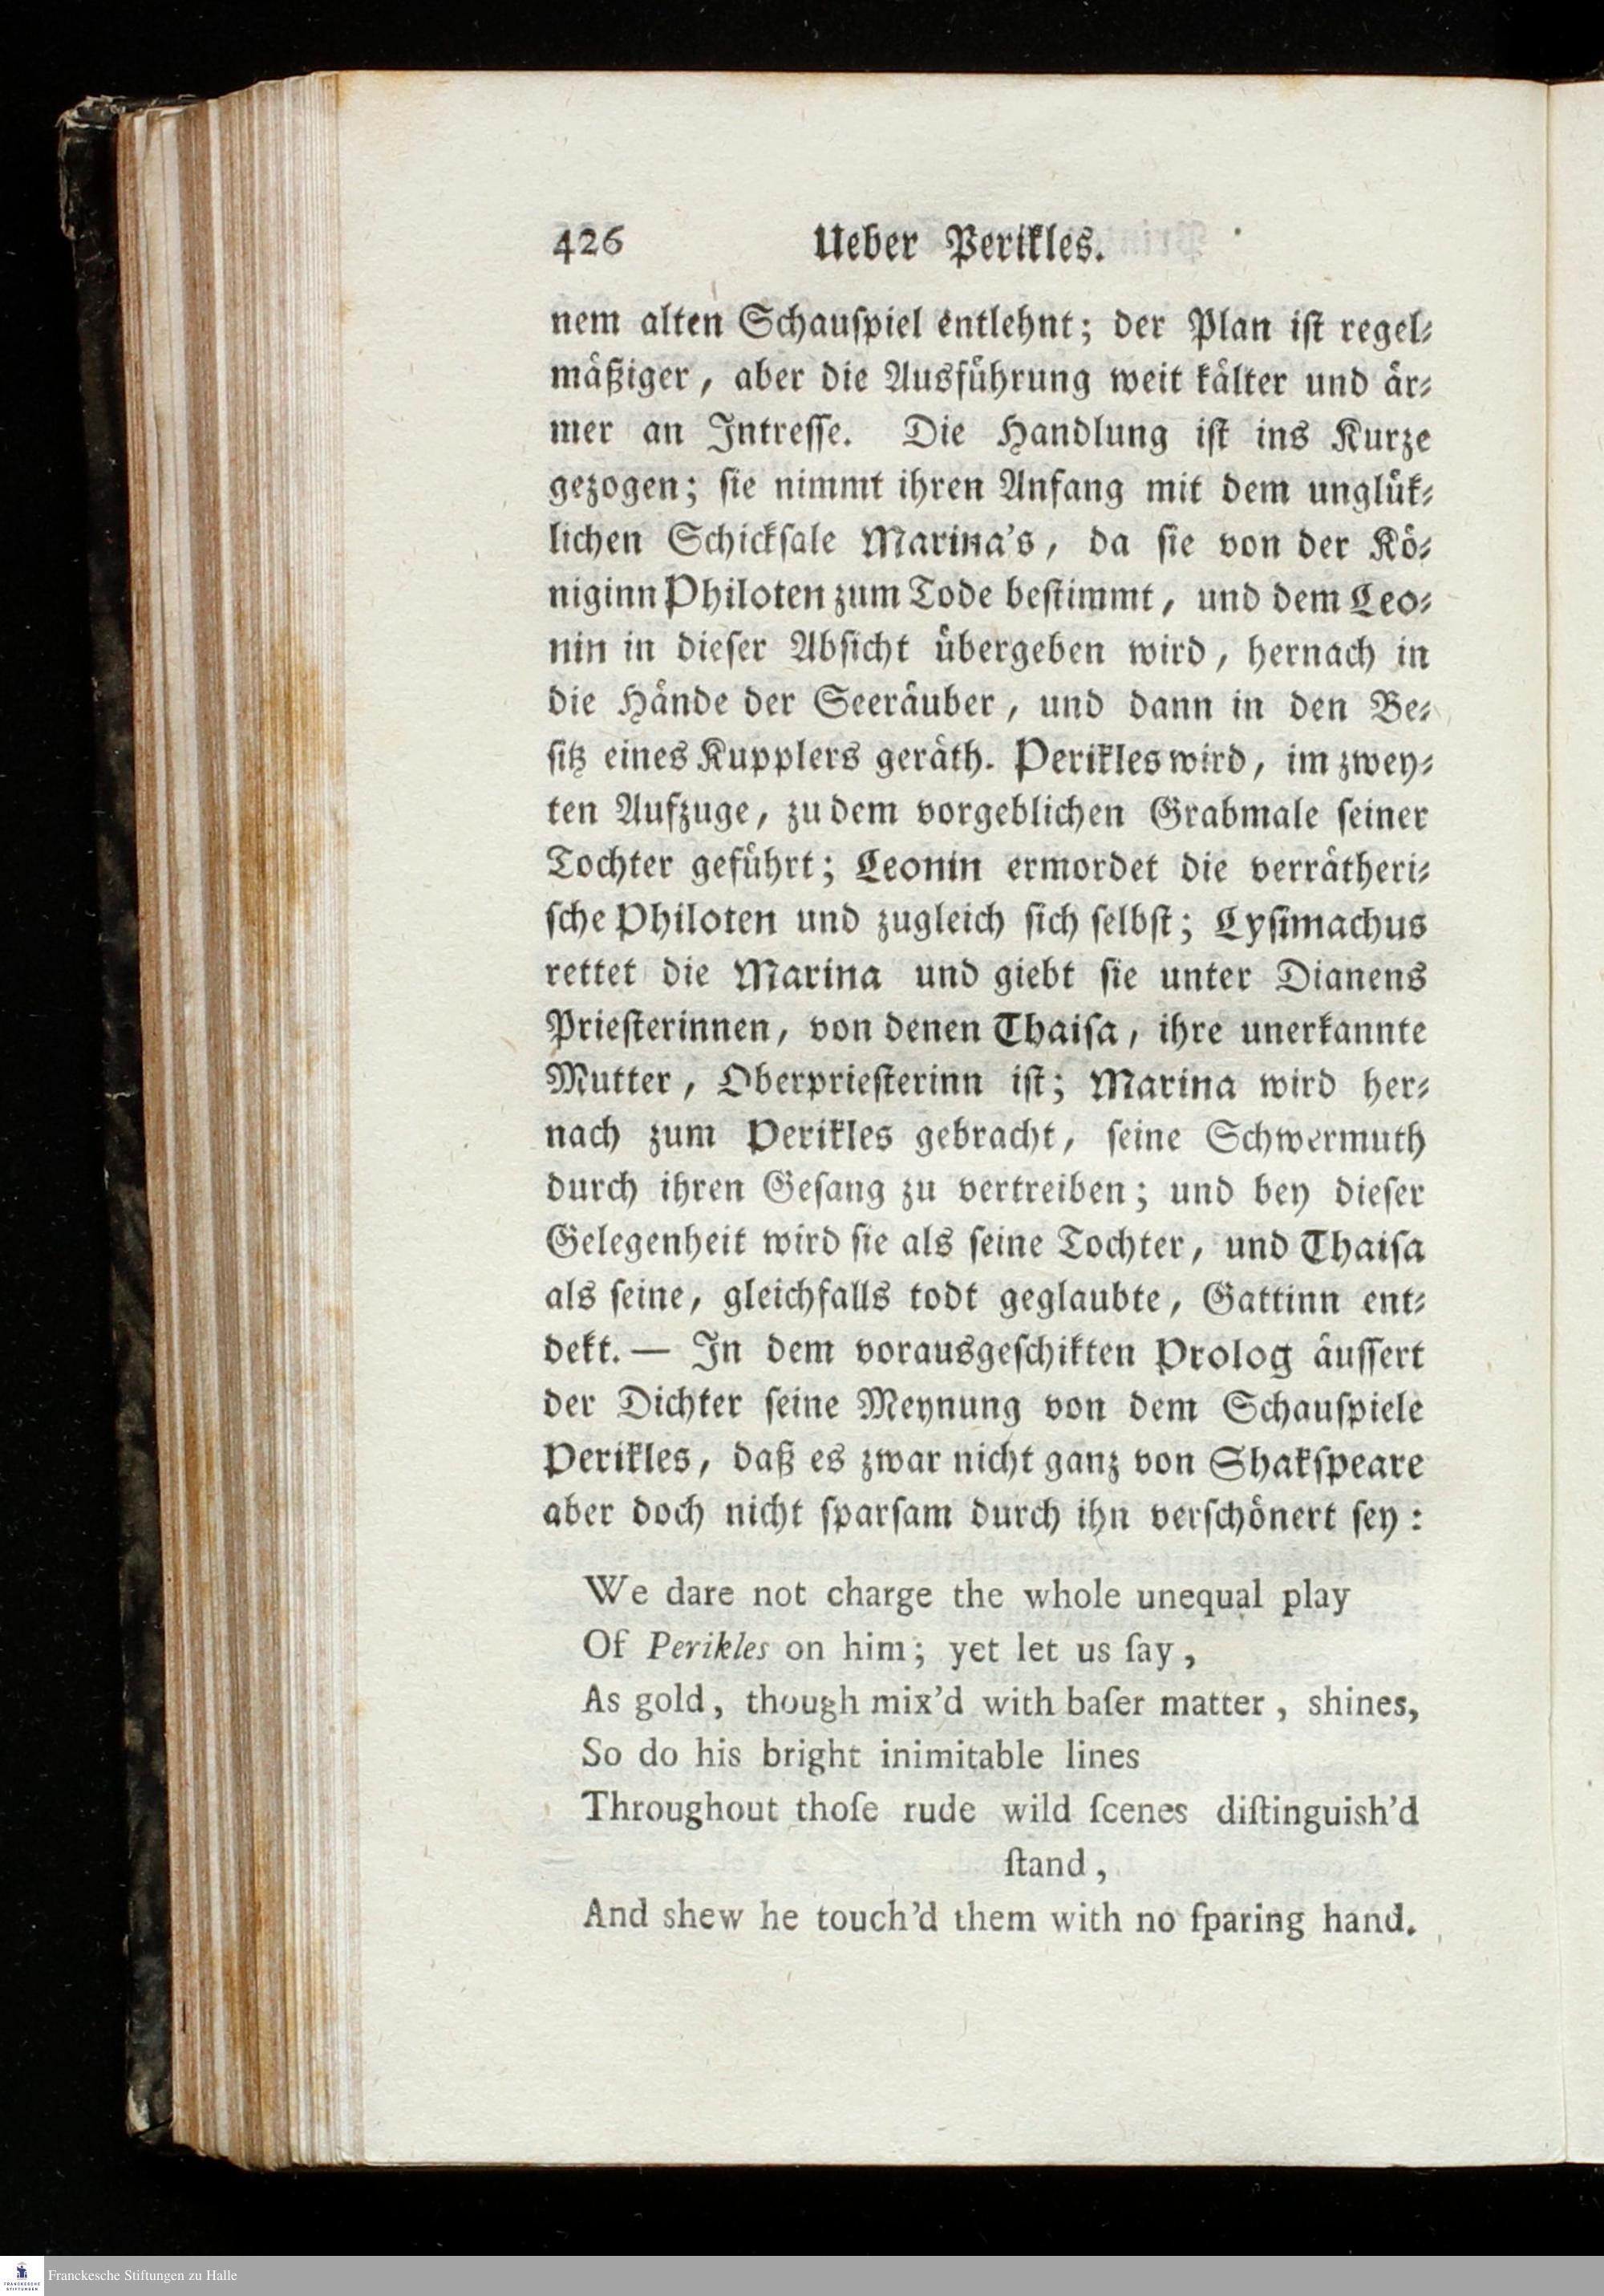 426 Ueber Perikles.
nem alten Schauſpiel entlehnt; der Plan iſt regel⸗
mäßiger, aber die Ausführung weit kälter und är⸗
mer an Intreſſe. Die Handlung iſt ins Kurze
gezogen; ſie nimmt ihren Anfang mit dem unglük⸗
lichen Schickſale Marina's, da ſie von der Kö⸗
niginn Philoten zum Tode beſtimmt, und dem Leo⸗
nin in dieſer Abſicht übergeben wird, hernach in
die Hände der Seeräuber, und dann in den Be⸗
ſitz eines Kupplers geräth. Perikles wird, im zwey⸗
ten Aufzuge, zu dem vorgeblichen Grabmale ſeiner
Tochter geführt; Leonin ermordet die verrätheri⸗
ſche Philoten und zugleich ſich ſelbſt; Lyſimachus
rettet die Marina und giebt ſie unter Dianens
Prieſterinnen, von denen Thaiſa, ihre unerkannte
Mutter, Oberprieſterinn iſt; Marina wird her⸗
nach zum Perikles gebracht, ſeine Schwermuth
durch ihren Geſang zu vertreiben; und bey dieſer
Gelegenheit wird ſie als ſeine Tochter, und Thaiſa
als ſeine, gleichfalls todt geglaubte, Gattinn ent⸗
dekt. — In dem vorausgeſchikten Prolog äuſſert
der Dichter ſeine Meynung von dem Schauſpiele
Perikles, daß es zwar nicht ganz von Shakſpeare
aber doch nicht ſparſam durch ihn verſchönert ſey:
We dare not charge the whole unequal play
Of Perikles on him; yet let us ſay,
As gold, though mix'd with baſer matter, shines,
So do his bright inimitable lines
Throughout thoſe rude wild ſcenes diſtinguish'd
ſtand,
And shew he touch'd them with no ſparing hand.
FRANCKESCHE
STIFTUNGEN
Franckesche Stiftungen zu Halle